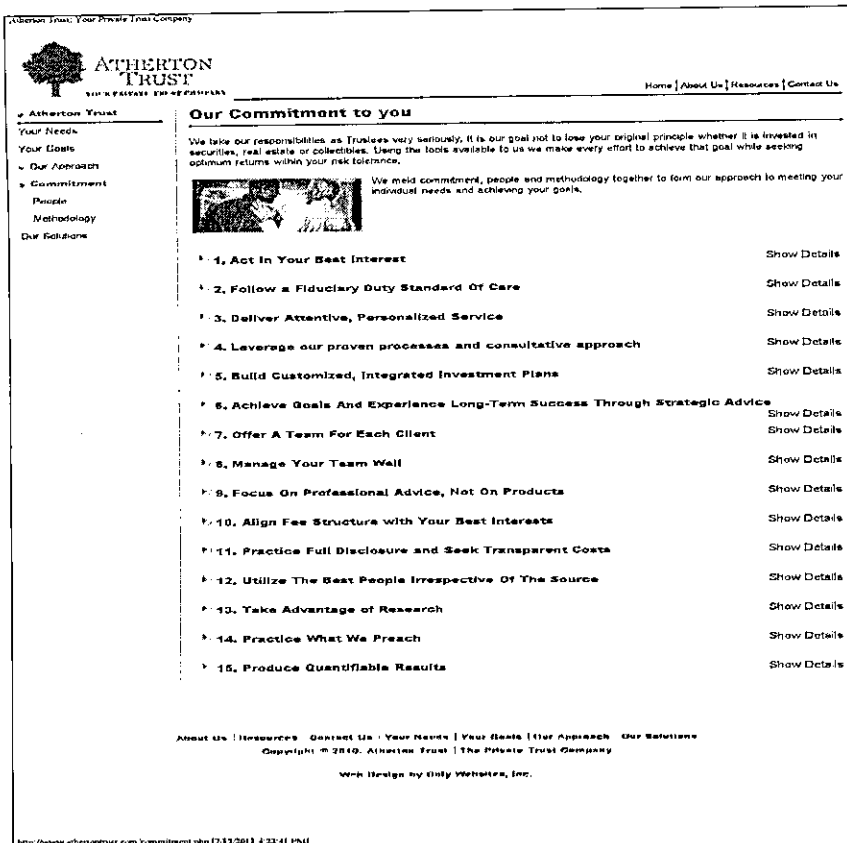 Atherton Trust: Your Private Trust Company
ATHERTON
TRUST
YOUR PRIVATE TRUST COMPANY
Home | About Us | Resources | Contact Us
Atherton Trust
Your Needs
Your Goals
Our Approach
Commitment
People
Methodology
Our Solutions
Our Commitment to you
We take our responsibilities as Trustees very seriously, it is our goal not to lose your original principle whether it is invested in
securities, real estate or collectibles. Using the tools available to us we make every effort to achieve that goal while seeking
optimum returns within your risk tolerance.
We meld commitment, people and methodology together to form our approach to meeting your
individual needs and achieving your goals.
1. Act In Your Best Interest Show Details
2. Follow a Fiduciary Duty Standard Of Care Show Details
3. Deliver Attentive, Personalized Service Show Details
4. Leverage our proven processes and consultative approach Show Details
5. Build Customized, Integrated Investment Plans Show Details
6. Achieve Goals And Experience Long-Term Success Through Strategic Advice
Show Details
7. Offer A Team For Each Client Show Details
8. Manage Your Team Well Show Details
9. Focus On Professional Advice, Not On Products Show Details
10. Align Fee Structure with Your Best Interests Show Details
11. Practice Full Disclosure and Seek Transparent Costs Show Details
12. Utilize The Best People Irrespective Of The Source Show Details
13. Take Advantage of Research Show Details
14. Practice What We Preach Show Details
15. Produce Quantifiable Results Show Details
About Us | Resources Contact Us | Your Needs | Your Goals | Our Approach Our Solutions
Copyright © 2010. Atherton Trust | The Private Trust Company
Web Design by Only Websites, Inc.